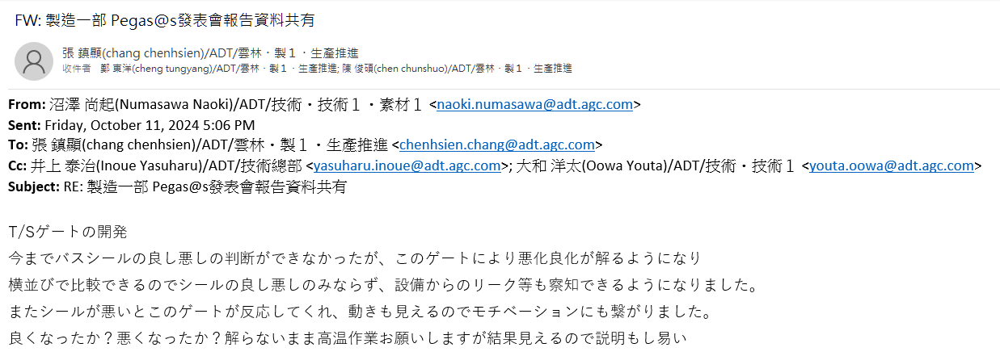 FW: 製造一部 Pegas@s發表會報告資料共有
張 鎮顯(chang chenhsien)/ADT/雲林・製１・生產推進
收件者 鄭 東洋(cheng tungyang)/ADT/雲林・製１・生產推進; 陳 俊碩(chen chunshuo)/ADT/雲林・製１・生產推進
From: 沼澤 尚起(Numasawa Naoki)/ADT/技術・技術１・素材１ <naoki.numasawa@adt.agc.com>
Sent: Friday, October 11, 2024 5:06 PM
To: 張 鎮顯(chang chenhsien)/ADT/雲林・製１・生產推進 <chenhsien.chang@adt.agc.com>
Cc: 井上 泰治(Inoue Yasuharu)/ADT/技術總部 <yasuharu.inoue@adt.agc.com>; 大和 洋太(Oowa Youta)/ADT/技術・技術１ <youta.oowa@adt.agc.com>
Subject: RE: 製造一部 Pegas@s發表會報告資料共有
T/Sゲートの開発
今までバスシールの良し悪しの判断ができなかったが、このゲートにより悪化良化が解るようになり
横並びで比較できるのでシールの良し悪しのみならず、設備からのリーク等も察知できるようになりました。
またシールが悪いとこのゲートが反応してくれ、動きも見えるのでモチベーションにも繋がりました。
良くなったか？悪くなったか？解らないまま高温作業お願いしますが結果見えるので説明もし易い